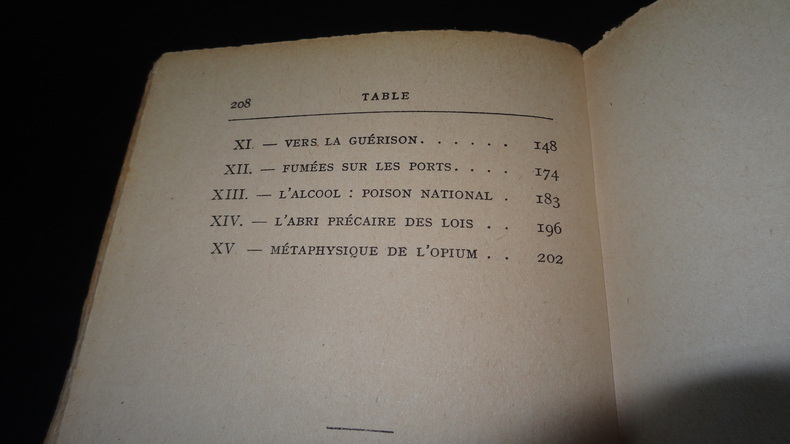 208 TABLE
XI. — VERS LA GUÉRISON. . . . . . 148
XII. — FUMÉES SUR LES PORTS. . . . 174
XIII. — L'ALCOOL : POISON NATIONAL . 183
XIV. — L'ABRI PRÉCAIRE DES LOIS . . 196
XV — MÉTAPHYSIQUE DE L'OPIUM . . 202